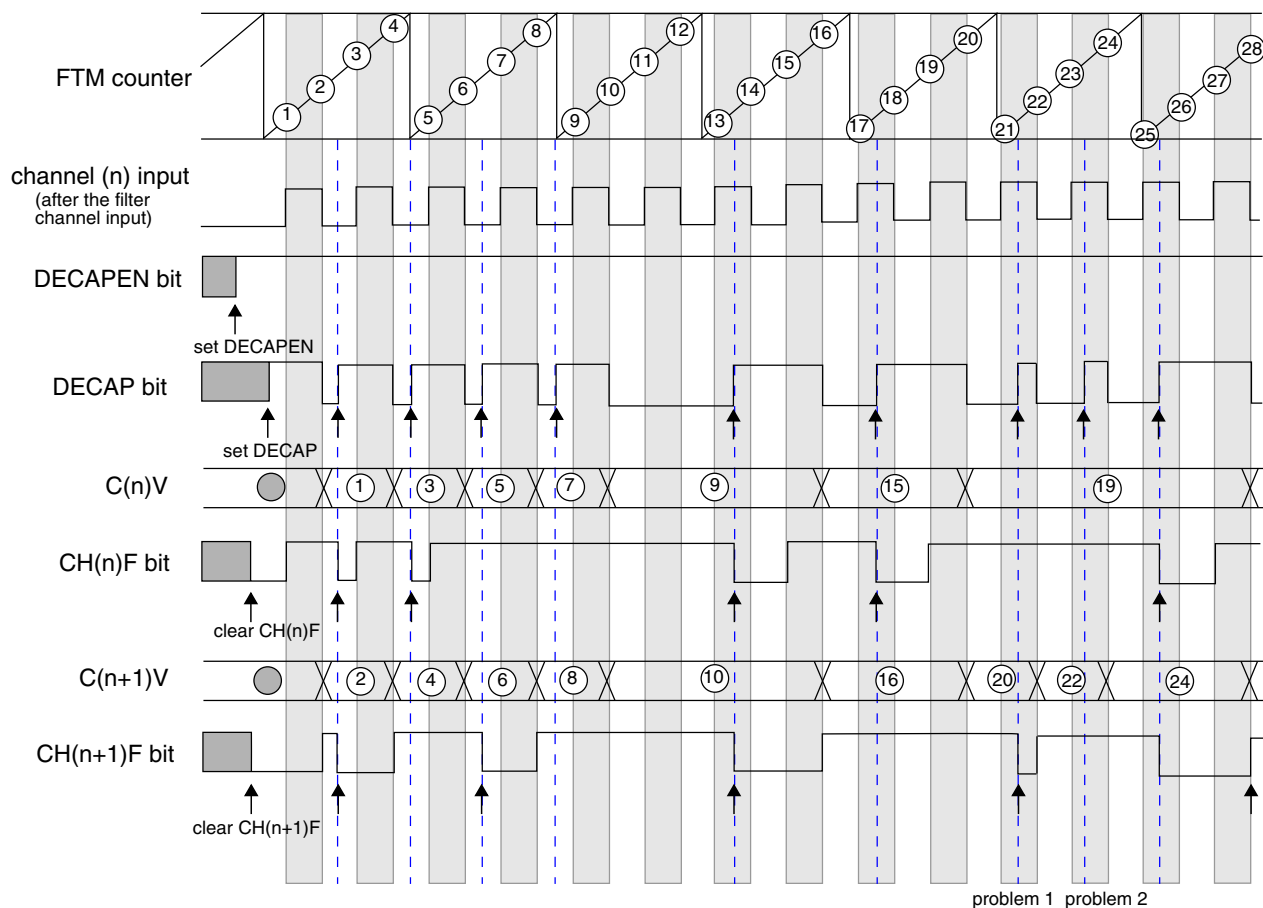 FTM counter
1 2 3 4 5 6 7 8 9 10 11 12 13 14 15 16 17 18 19 20 21 22 23 24 25 26 27 28
channel (n) input
(after the filter
channel input)
DECAPEN bit
set DECAPEN
DECAP bit
set DECAP
C(n)V
1 3 5 7 9 15 19
CH(n)F bit
clear CH(n)F
C(n+1)V
2 4 6 8 10 16 20 22 24
CH(n+1)F bit
clear CH(n+1)F
problem 1 problem 2